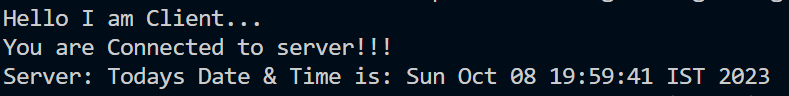 Hello I am Client...
You are Connected to server!!!
Server: Todays Date & Time is: Sun Oct 08 19:59:41 IST 2023